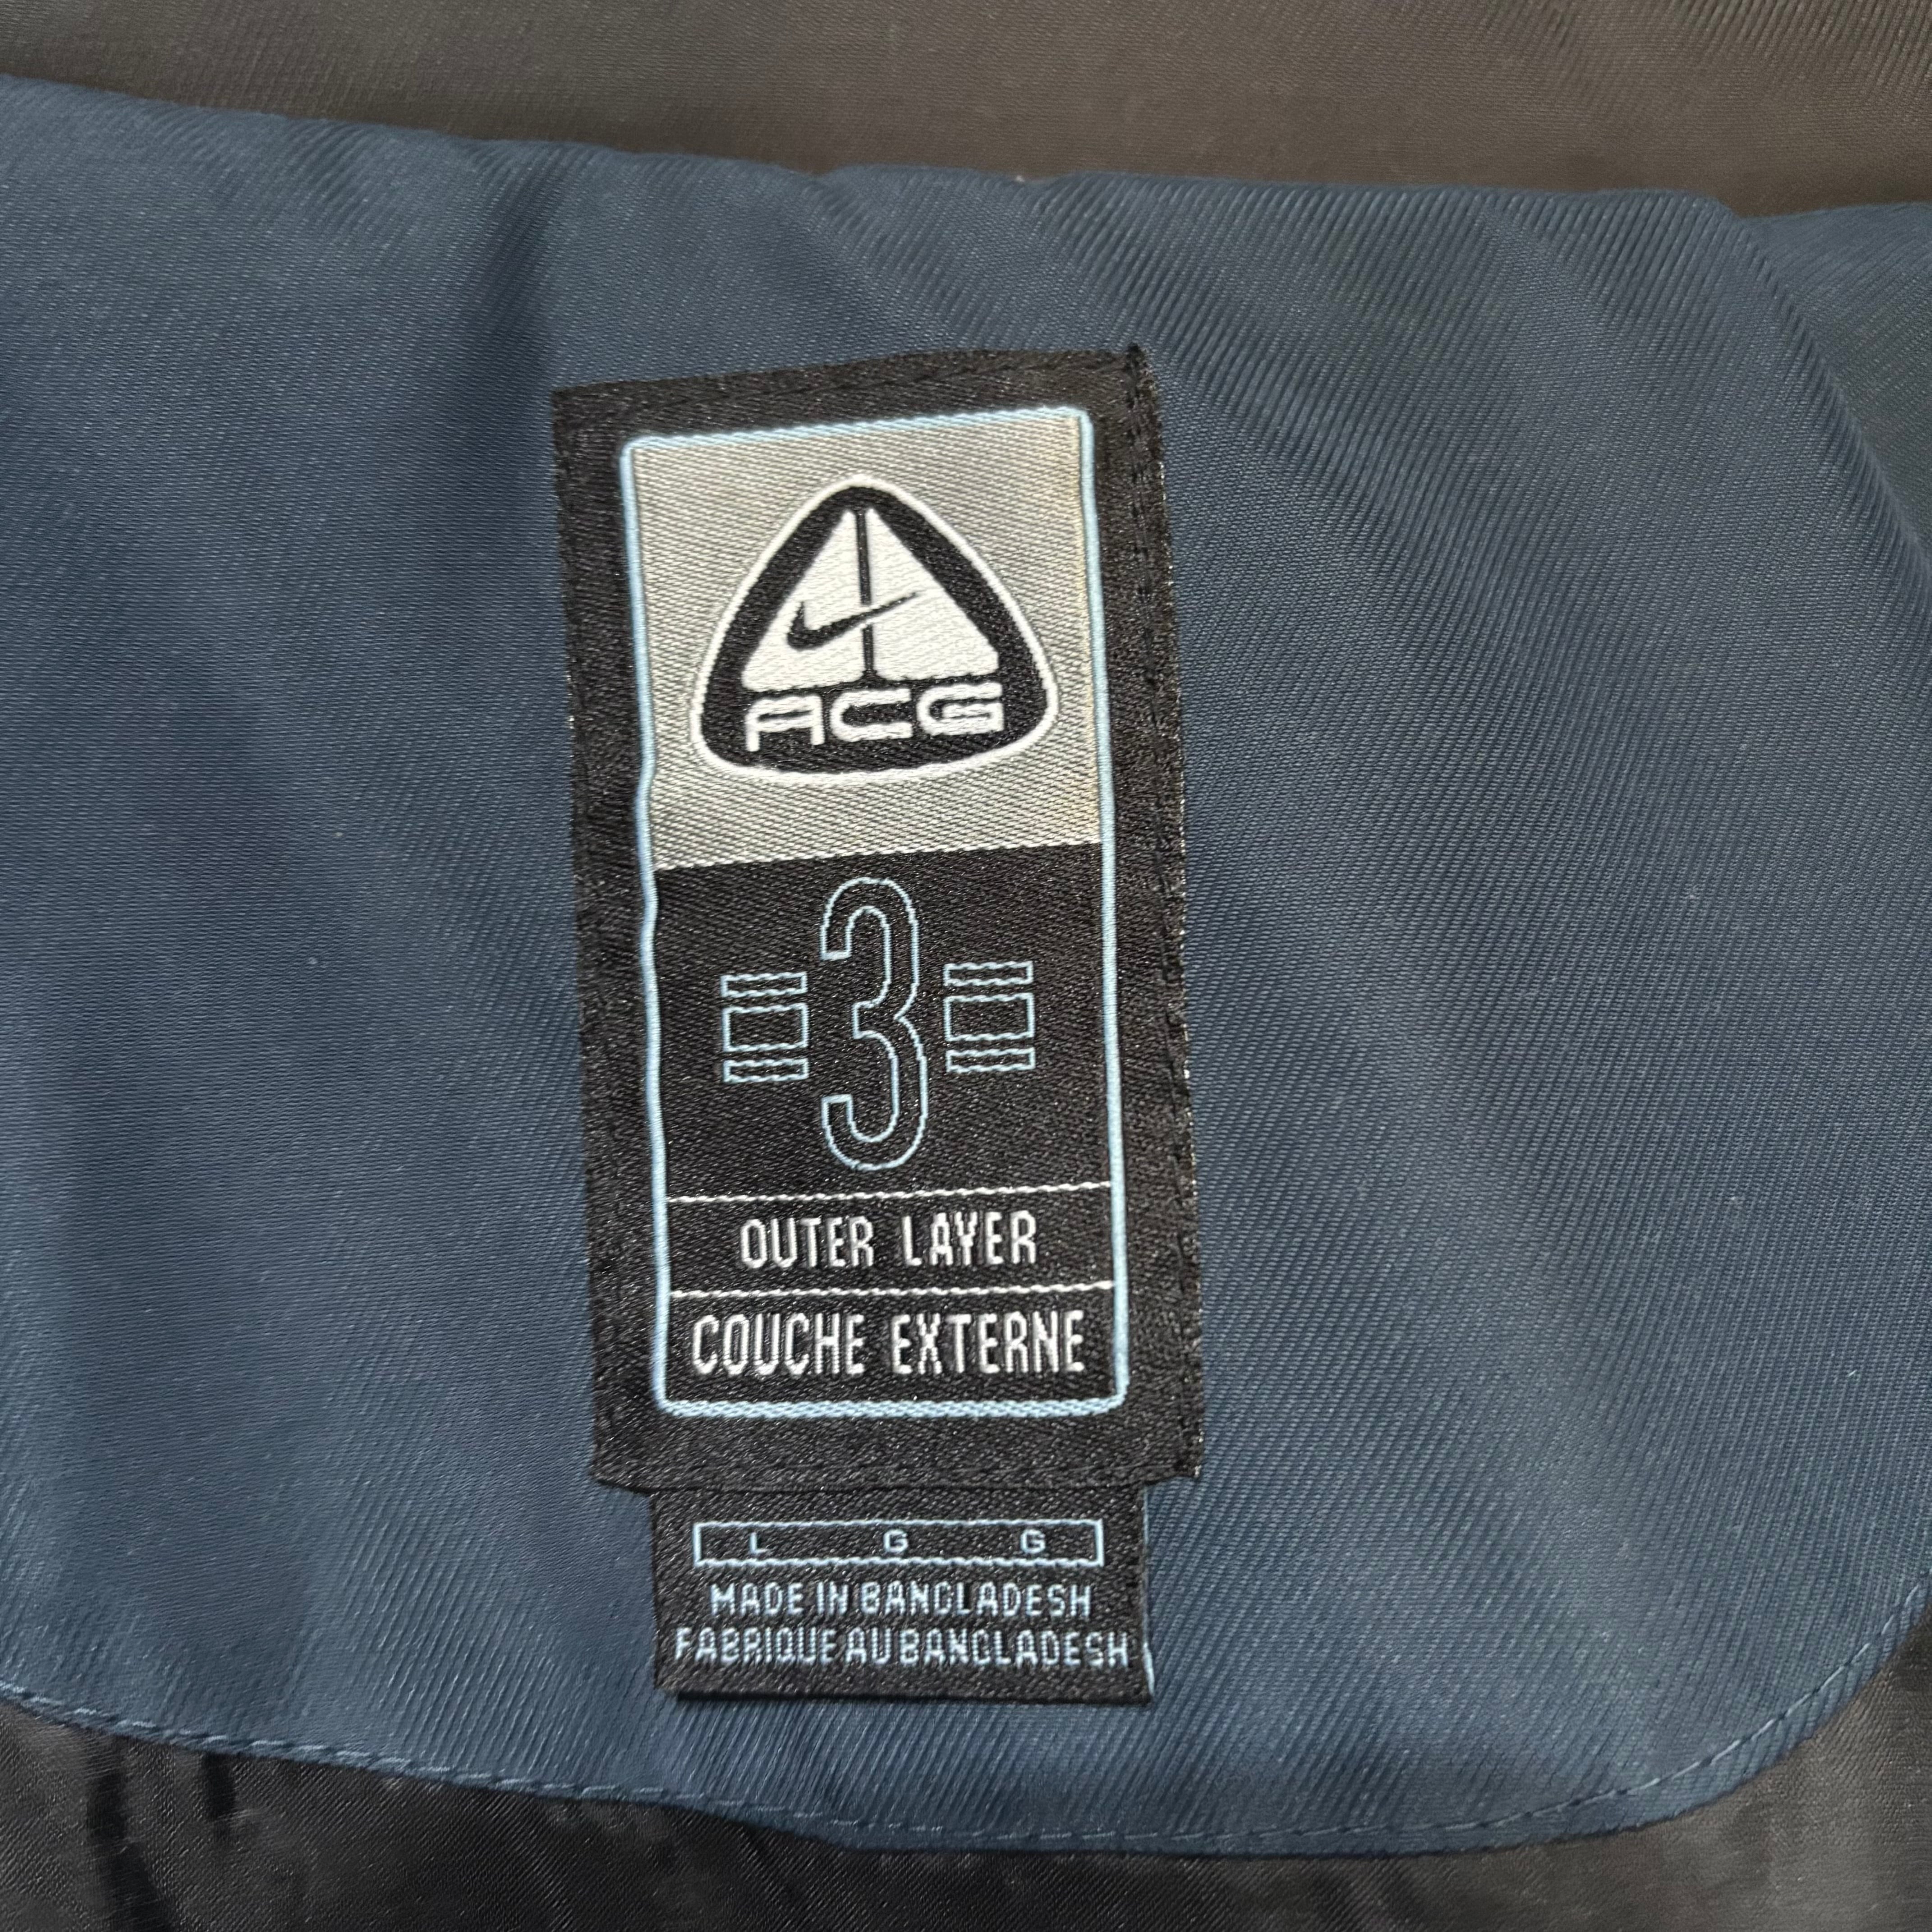 ACG
3
OUTER LAYER
COUCHE EXTERNE
L G G
MADE IN BANGLADESH
FABRIQUE AU BANGLADESH